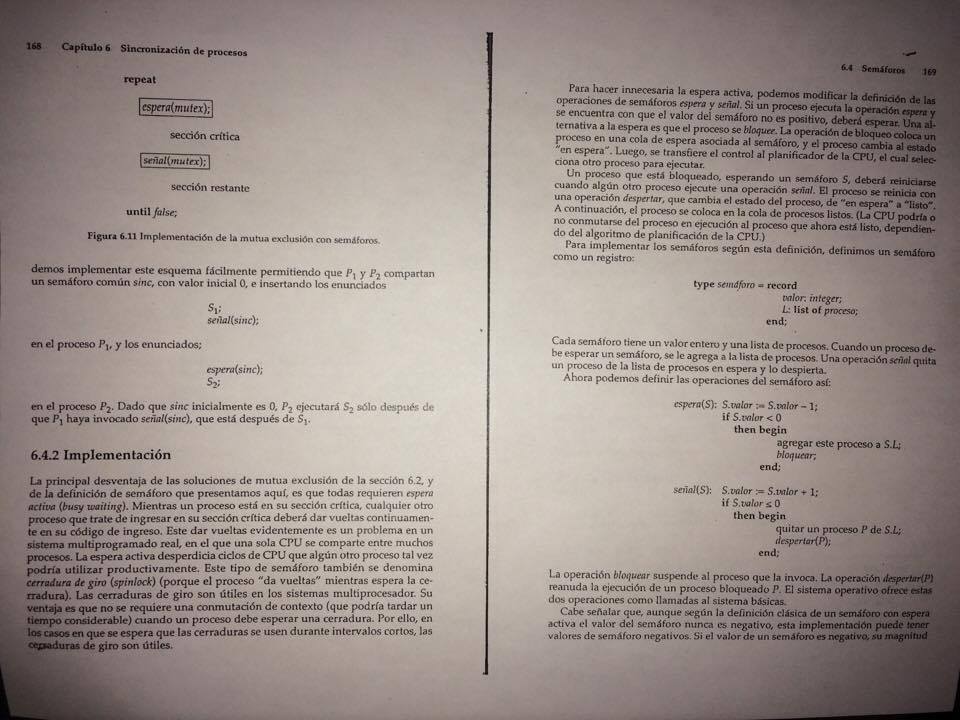 168 Capítulo 6 Sincronización de procesos
repeat
espera(mutex);
sección crítica
señal(mutex);
sección restante
until false;
Figura 6.11 Implementación de la mutua exclusión con semáforos.
demos implementar este esquema fácilmente permitiendo que P1 y P2 compartan
un semáforo común sinc, con valor inicial 0, e insertando los enunciados
S1;
señal(sinc);
en el proceso P1, y los enunciados;
espera(sinc);
S2;
en el proceso P2. Dado que sinc inicialmente es 0, P2 ejecutará S2 sólo después de
que P1 haya invocado señal(sinc), que está después de S1.
6.4.2 Implementación
La principal desventaja de las soluciones de mutua exclusión de la sección 6.2, y
de la definición de semáforo que presentamos aquí, es que todas requieren espera
activa (busy waiting). Mientras un proceso está en su sección crítica, cualquier otro
proceso que trate de ingresar en su sección crítica deberá dar vueltas continuamen-
te en su código de ingreso. Este dar vueltas evidentemente es un problema en un
sistema multiprogramado real, en el que una sola CPU se comparte entre muchos
procesos. La espera activa desperdicia ciclos de CPU que algún otro proceso tal vez
podría utilizar productivamente. Este tipo de semáforo también se denomina
cerradura de giro (spinlock) (porque el proceso "da vueltas" mientras espera la ce-
rradura). Las cerraduras de giro son útiles en los sistemas multiprocesador. Su
ventaja es que no se requiere una conmutación de contexto (que podría tardar un
tiempo considerable) cuando un proceso debe esperar una cerradura. Por ello, en
los casos en que se espera que las cerraduras se usen durante intervalos cortos, las
cerraduras de giro son útiles.
6.4 Semáforos 169
Para hacer innecesaria la espera activa, podemos modificar la definición de las
operaciones de semáforos espera y señal. Si un proceso ejecuta la operación espera y
se encuentra con que el valor del semáforo no es positivo, deberá esperar. Una al-
ternativa a la espera es que el proceso se bloquee. La operación de bloqueo coloca un
proceso en una cola de espera asociada al semáforo, y el proceso cambia al estado
"en espera". Luego, se transfiere el control al planificador de la CPU, el cual selec-
ciona otro proceso para ejecutar.
Un proceso que está bloqueado, esperando un semáforo S, deberá reiniciarse
cuando algún otro proceso ejecute una operación señal. El proceso se reinicia con
una operación despertar, que cambia el estado del proceso, de "en espera" a "listo".
A continuación, el proceso se coloca en la cola de procesos listos. (La CPU podría o
no conmutarse del proceso en ejecución al proceso que ahora está listo, dependien-
do del algoritmo de planificación de la CPU.)
Para implementar los semáforos según esta definición, definimos un semáforo
como un registro:
type semáforo = record
valor: integer;
L: list of proceso;
end;
Cada semáforo tiene un valor entero y una lista de procesos. Cuando un proceso de-
be esperar un semáforo, se le agrega a la lista de procesos. Una operación señal quita
un proceso de la lista de procesos en espera y lo despierta.
Ahora podemos definir las operaciones del semáforo así:
espera(S): S.valor := S.valor − 1;
if S.valor < 0
then begin
agregar este proceso a S.L;
bloquear;
end;
señal(S): S.valor := S.valor + 1;
if S.valor ≤ 0
then begin
quitar un proceso P de S.L;
despertar(P);
end;
La operación bloquear suspende al proceso que la invoca. La operación despertar(P)
reanuda la ejecución de un proceso bloqueado P. El sistema operativo ofrece estas
dos operaciones como llamadas al sistema básicas.
Cabe señalar que, aunque según la definición clásica de un semáforo con espera
activa el valor del semáforo nunca es negativo, esta implementación puede tener
valores de semáforo negativos. Si el valor de un semáforo es negativo, su magnitud